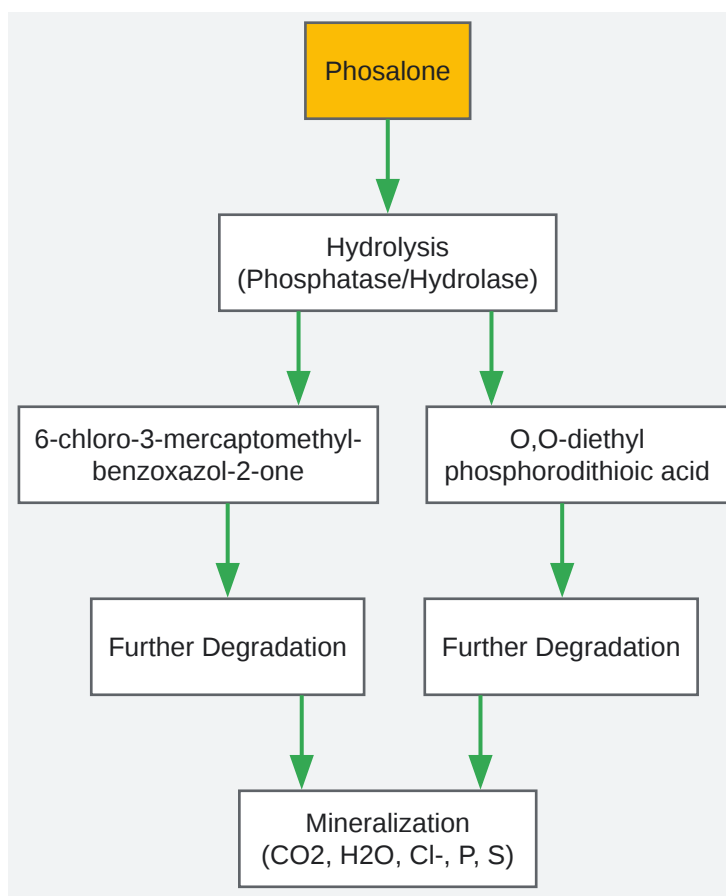 Phosalone
Hydrolysis
(Phosphatase/Hydrolase)
6-chloro-3-mercaptomethyl-
benzoxazol-2-one
O,O-diethyl
phosphorodithioic acid
Further Degradation
Further Degradation
Mineralization
(CO2, H2O, Cl-, P, S)